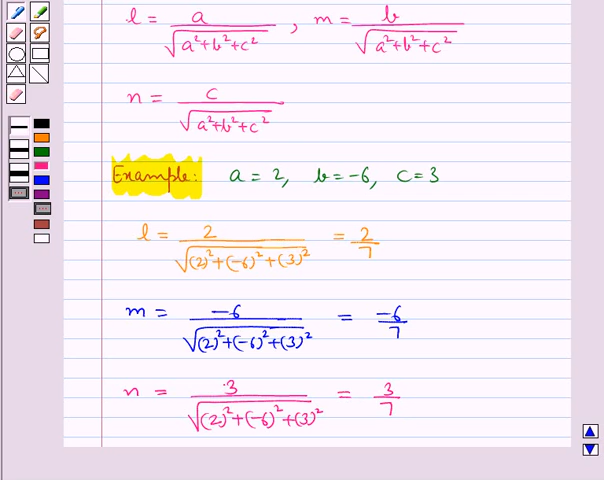 l = a/√(a²+b²+c²) , m = b/√(a²+b²+c²)
n = c/√(a²+b²+c²)
Example: a = 2, b = -6, c = 3
l = 2/√((2)²+(-6)²+(3)²) = 2/7
m = -6/√((2)²+(-6)²+(3)²) = -6/7
n = 3/√((2)²+(-6)²+(3)²) = 3/7